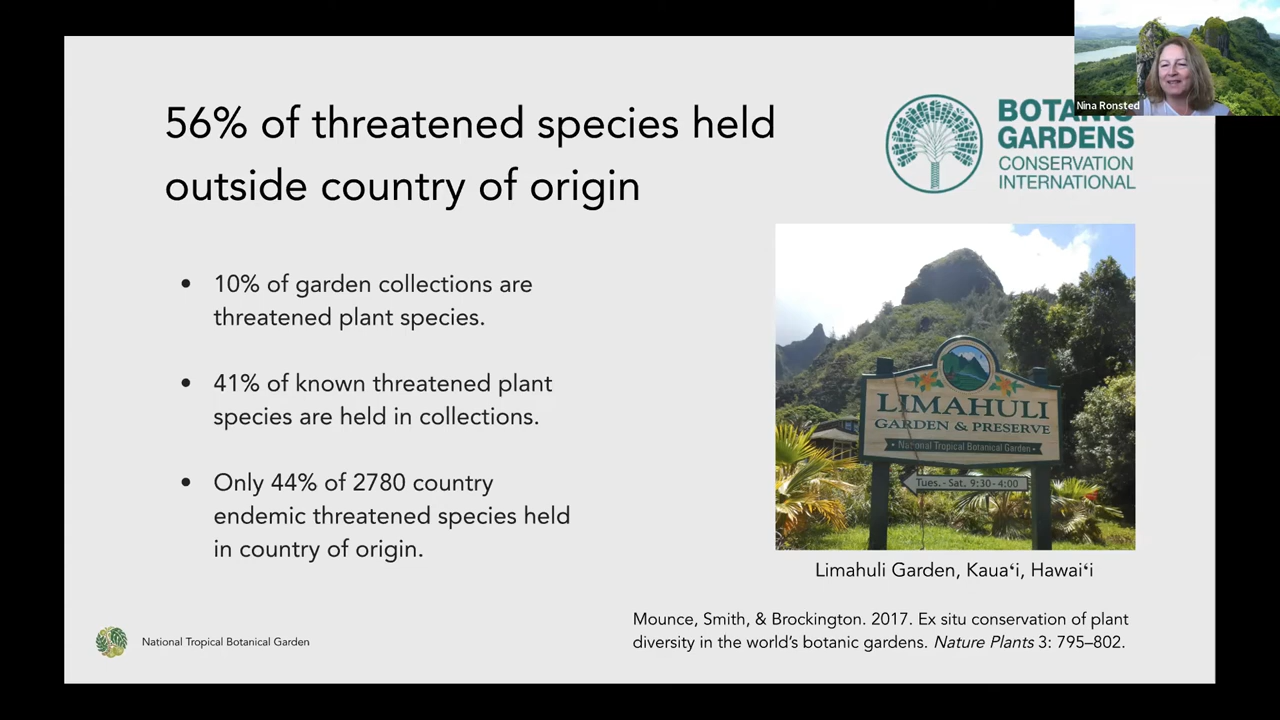 56% of threatened species held
outside country of origin
BOTANIC
GARDENS
CONSERVATION
INTERNATIONAL
Nina Ronsted
• 10% of garden collections are
threatened plant species.
• 41% of known threatened plant
species are held in collections.
• Only 44% of 2780 country
endemic threatened species held
in country of origin.
LIMAHULI
GARDEN & PRESERVE
• National Tropical Botanical Garden •
Tues. - Sat. 9:30 - 4:00
Limahuli Garden, Kauaʻi, Hawaiʻi
Mounce, Smith, & Brockington. 2017. Ex situ conservation of plant
diversity in the world’s botanic gardens. Nature Plants 3: 795–802.
National Tropical Botanical Garden